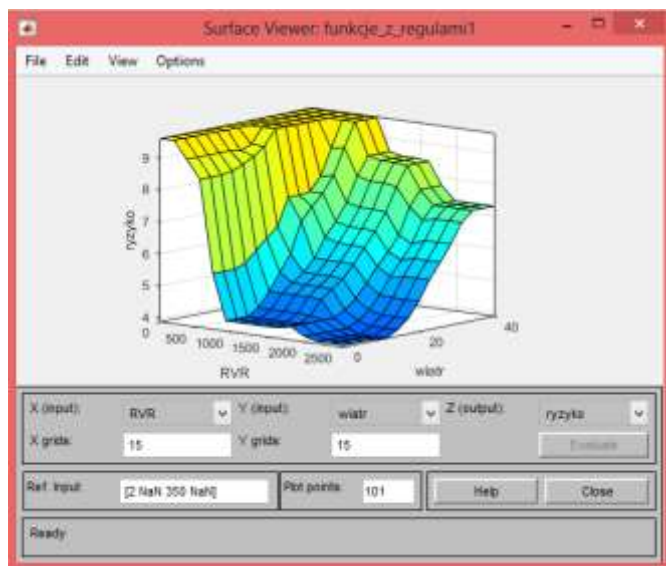 Surface Viewer: funkcje_z_regulami1
File Edit View Options
9
8
7
6
5
4
ryzyko
0 500 1000 1500 2000 2500
RVR
0 20 40
wiatr
X (input): RVR Y (input): wiatr Z (output): ryzyko
X grids: 15 Y grids: 15 Evaluate
Ref. Input: [2 NaN 350 NaN] Plot points: 101 Help Close
Ready